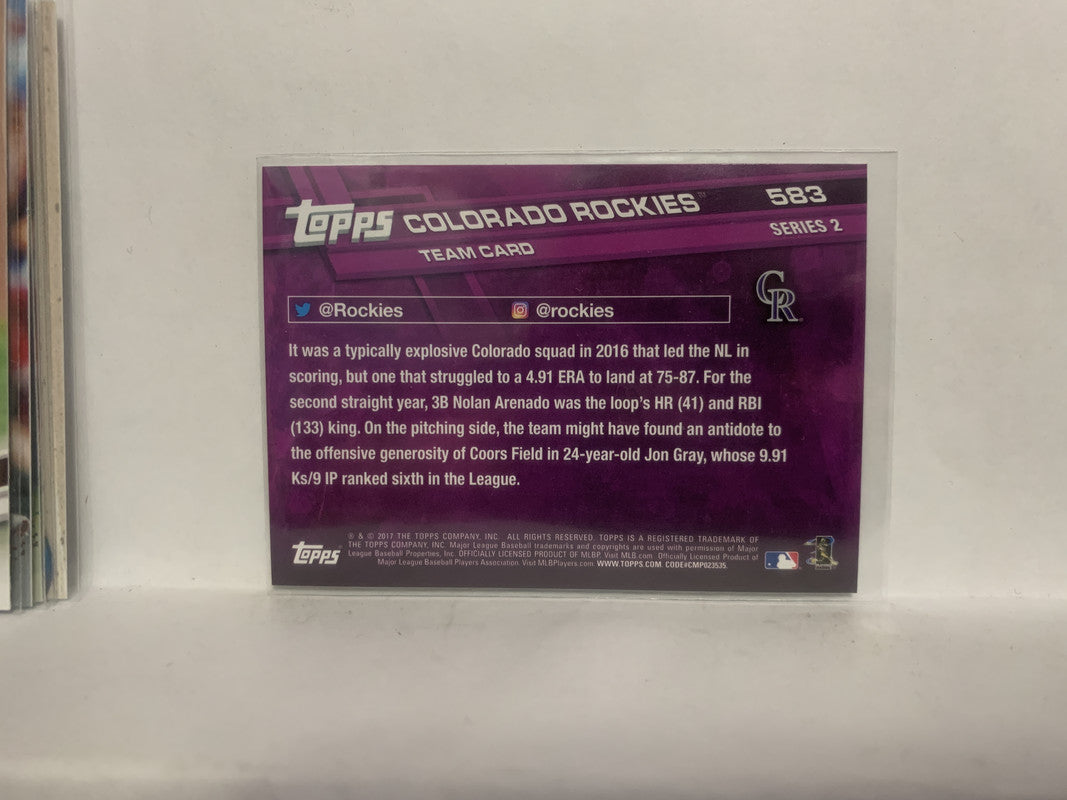 TOPPS COLORADO ROCKIES™ 583
TEAM CARD SERIES 2
CR
@Rockies @rockies
It was a typically explosive Colorado squad in 2016 that led the NL in
scoring, but one that struggled to a 4.91 ERA to land at 75-87. For the
second straight year, 3B Nolan Arenado was the loop's HR (41) and RBI
(133) king. On the pitching side, the team might have found an antidote to
the offensive generosity of Coors Field in 24-year-old Jon Gray, whose 9.91
Ks/9 IP ranked sixth in the League.
TOPPS
® & © 2017 THE TOPPS COMPANY, INC. ALL RIGHTS RESERVED. TOPPS IS A REGISTERED TRADEMARK OF
THE TOPPS COMPANY, INC. Major League Baseball trademarks and copyrights are used with permission of Major
League Baseball Properties, Inc. OFFICIALLY LICENSED PRODUCT OF MLBP. Visit MLB.com. Officially Licensed Product of
Major League Baseball Players Association. Visit MLBPlayers.com. WWW.TOPPS.COM. CODE#CMP023535.